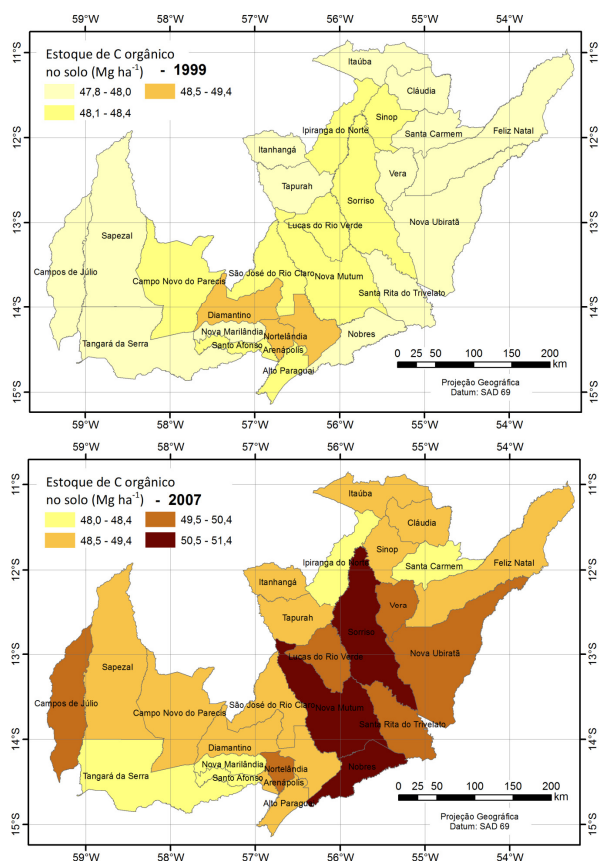 59°W 58°W 57°W 56°W 55°W 54°W
Estoque de C orgânico
no solo (Mg ha⁻¹) - 1999
47,8 - 48,0
48,5 - 49,4
48,1 - 48,4
11°S
12°S
13°S
14°S
15°S
Itaúba
Cláudia
Sinop
Ipiranga do Norte
Santa Carmem
Feliz Natal
Itanhangá
Vera
Tapurah
Sorriso
Nova Ubiratã
Lucas do Rio Verde
Sapezal
Campos de Júlio
São José do Rio Claro
Campo Novo do Parecis
Nova Mutum
Santa Rita do Trivelato
Diamantino
Nova Marilândia
Nortelândia
Nobres
Tangará da Serra
Santo Afonso
Arenápolis
Alto Paraguai
0 25 50 100 150 200
km
Projeção Geográfica
Datum: SAD 69
11°S
12°S
13°S
14°S
15°S
59°W 58°W 57°W 56°W 55°W 54°W
59°W 58°W 57°W 56°W 55°W 54°W
Estoque de C orgânico
no solo (Mg ha⁻¹) - 2007
48,0 - 48,4
49,5 - 50,4
48,5 - 49,4
50,5 - 51,4
11°S
12°S
13°S
14°S
15°S
Itaúba
Cláudia
Sinop
Ipiranga do Norte
Santa Carmem
Feliz Natal
Itanhangá
Vera
Tapurah
Sorriso
Nova Ubiratã
Lucas do Rio Verde
Sapezal
Campos de Júlio
São José do Rio Claro
Campo Novo do Parecis
Nova Mutum
Santa Rita do Trivelato
Diamantino
Nova Marilândia
Nortelândia
Nobres
Tangará da Serra
Santo Afonso
Arenápolis
Alto Paraguai
0 25 50 100 150 200
km
Projeção Geográfica
Datum: SAD 69
11°S
12°S
13°S
14°S
15°S
59°W 58°W 57°W 56°W 55°W 54°W